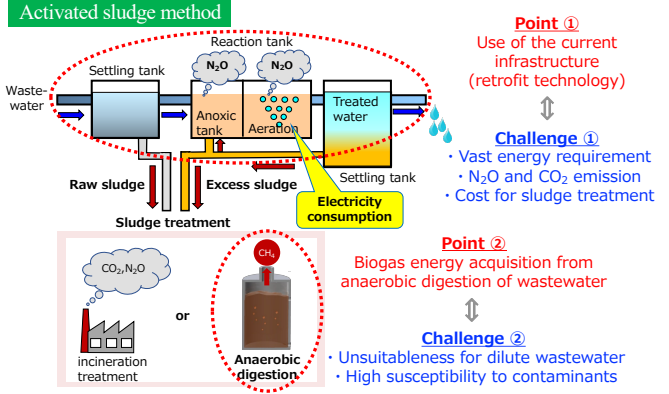 Activated sludge method
Reaction tank
Settling tank
N₂O
N₂O
Waste-
water
Anoxic
tank
Aeration
Treated
water
Settling tank
Raw sludge
Excess sludge
Electricity
consumption
Sludge treatment
CO₂,N₂O
incineration
treatment
or
CH₄
Anaerobic
digestion
Point ①
Use of the current
infrastructure
(retrofit technology)
Challenge ①
・Vast energy requirement
・N₂O and CO₂ emission
・Cost for sludge treatment
Point ②
Biogas energy acquisition from
anaerobic digestion of wastewater
Challenge ②
・Unsuitableness for dilute wastewater
・High susceptibility to contaminants